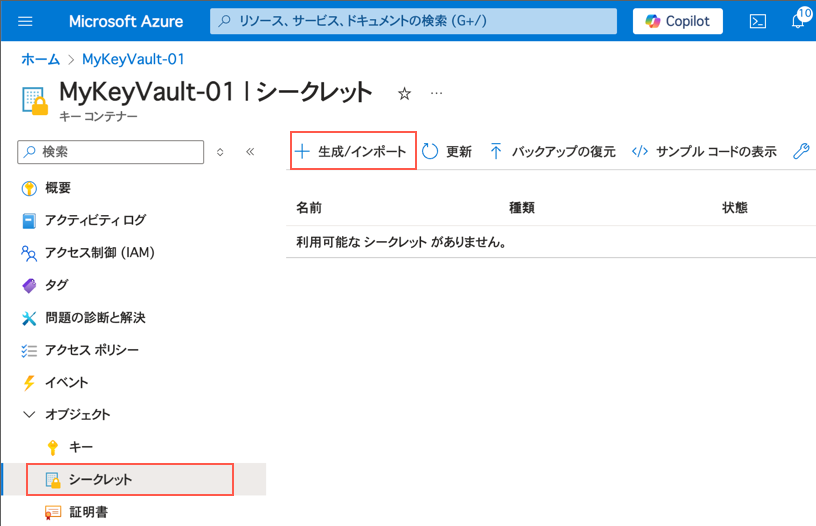 Microsoft Azure
リソース、サービス、ドキュメントの検索 (G+/)
Copilot
10
ホーム > MyKeyVault-01
MyKeyVault-01 | シークレット
キー コンテナー
検索
生成/インポート
更新
バックアップの復元
サンプル コードの表示
名前 種類 状態
利用可能な シークレット がありません。
概要
アクティビティ ログ
アクセス制御 (IAM)
タグ
問題の診断と解決
アクセス ポリシー
イベント
オブジェクト
キー
シークレット
証明書